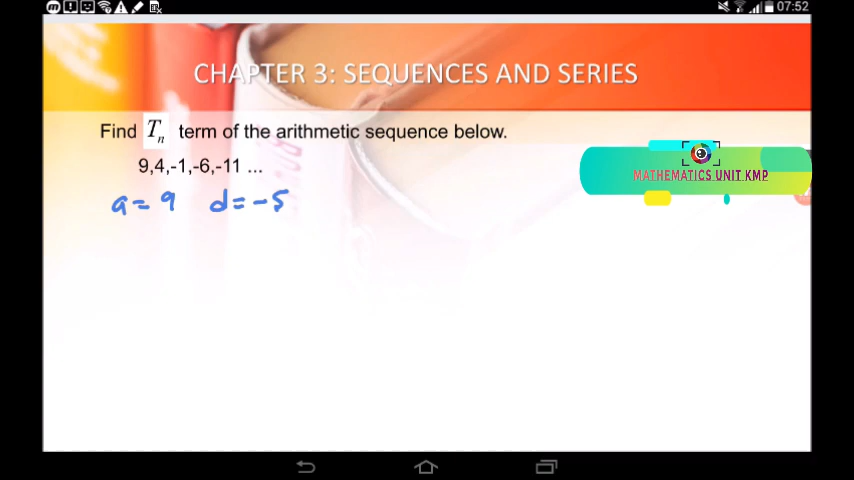 07:52
CHAPTER 3: SEQUENCES AND SERIES
Find Tₙ term of the arithmetic sequence below.
9,4,-1,-6,-11 ...
MATHEMATICS UNIT KMP
a = 9 d = -5